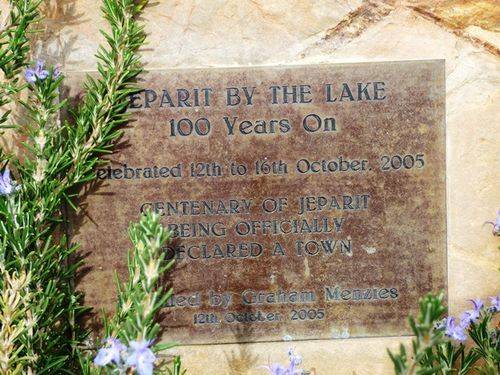 EPARIT BY THE LAKE
100 Years On
elebrated 12th to 16th October, 2005
CENTENARY OF JEPARIT
BEING OFFICIALLY
DECLARED A TOWN
led by Graham Menzies
12th October, 2005